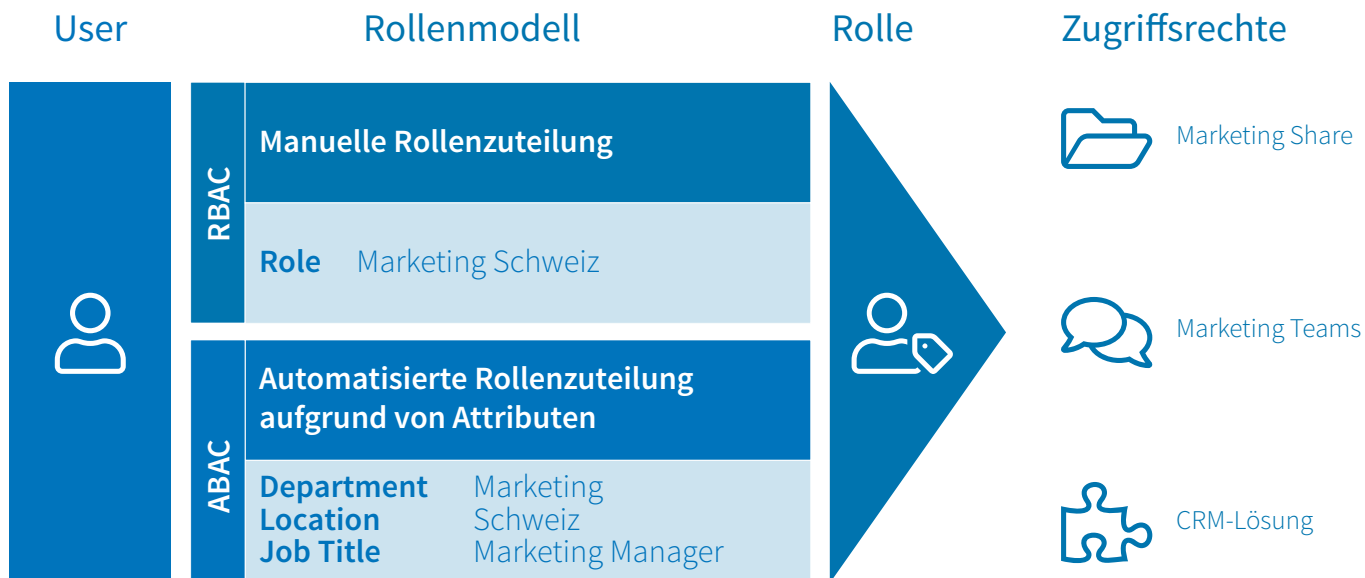 User
Rollenmodell
Rolle
Zugriffsrechte
RBAC
Manuelle Rollenzuteilung
Role Marketing Schweiz
ABAC
Automatisierte Rollenzuteilung
aufgrund von Attributen
Department Marketing
Location Schweiz
Job Title Marketing Manager
Marketing Share
Marketing Teams
CRM-Lösung